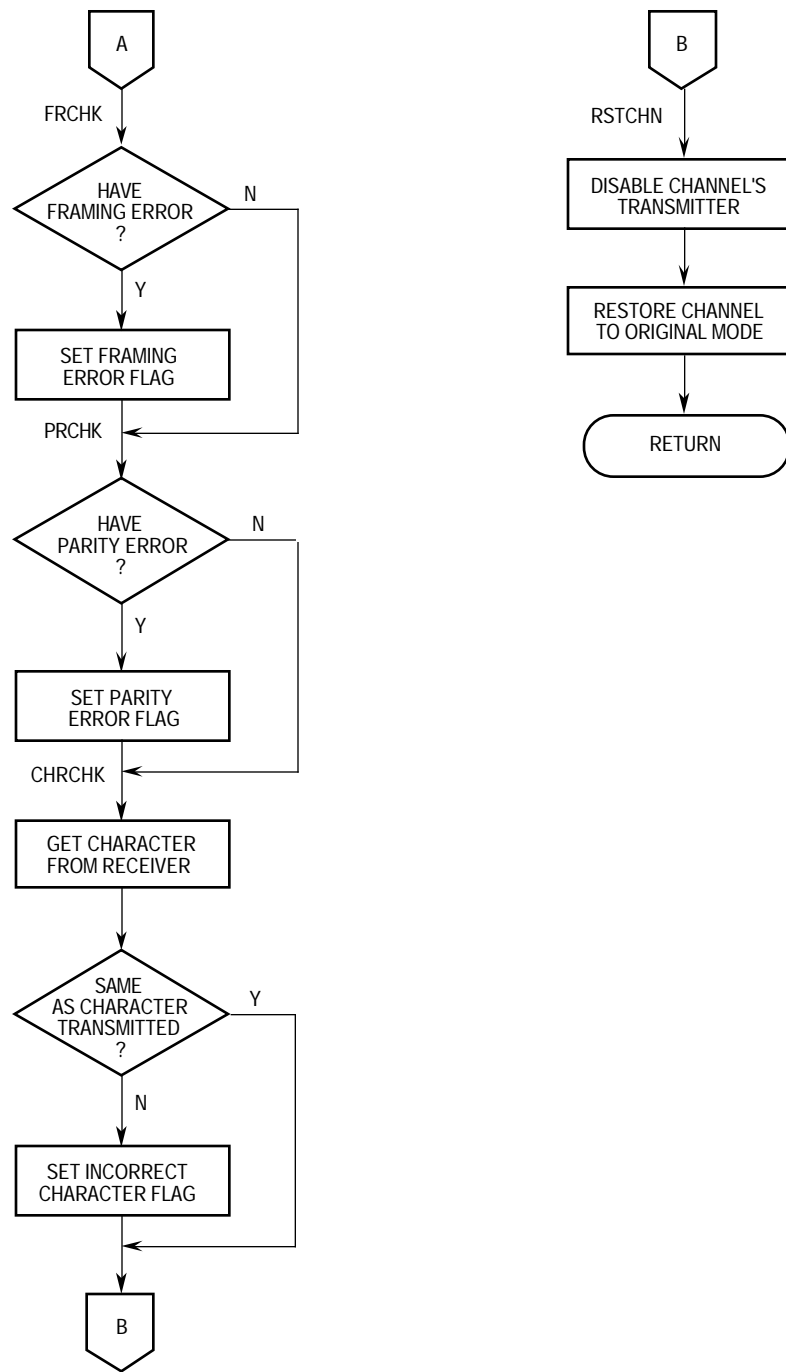 A
FRCHK
HAVE
FRAMING ERROR
?
N
Y
SET FRAMING
ERROR FLAG
PRCHK
HAVE
PARITY ERROR
?
N
Y
SET PARITY
ERROR FLAG
CHRCHK
GET CHARACTER
FROM RECEIVER
SAME
AS CHARACTER
TRANSMITTED
?
Y
N
SET INCORRECT
CHARACTER FLAG
B
B
RSTCHN
DISABLE CHANNEL'S
TRANSMITTER
RESTORE CHANNEL
TO ORIGINAL MODE
RETURN